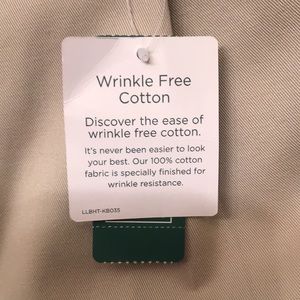 Wrinkle Free
Cotton
Discover the ease of
wrinkle free cotton.
It's never been easier to look
your best. Our 100% cotton
fabric is specially finished for
wrinkle resistance.
LLBHT-KB035